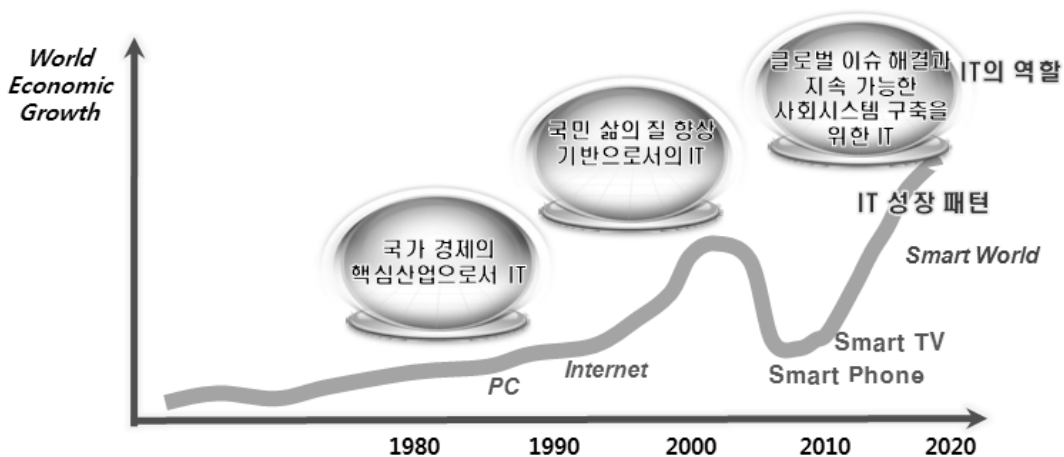 World
Economic
Growth
글로벌 이슈 해결과
지속 가능한
사회시스템 구축을
위한 IT
IT의 역할
국민 삶의 질 향상
기반으로서의 IT
IT 성장 패턴
국가 경제의
핵심산업으로서 IT
Smart World
Smart TV
Internet
Smart Phone
PC
1980
1990
2000
2010
2020